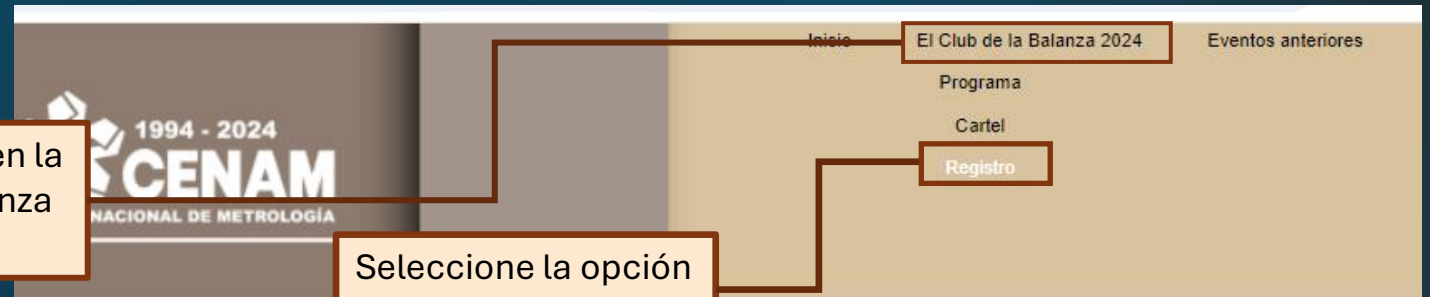 Inicio El Club de la Balanza 2024 Eventos anteriores
Programa
Cartel
Registro
1994 - 2024
CENAM
NACIONAL DE METROLOGÍA
en la
Seleccione la opción